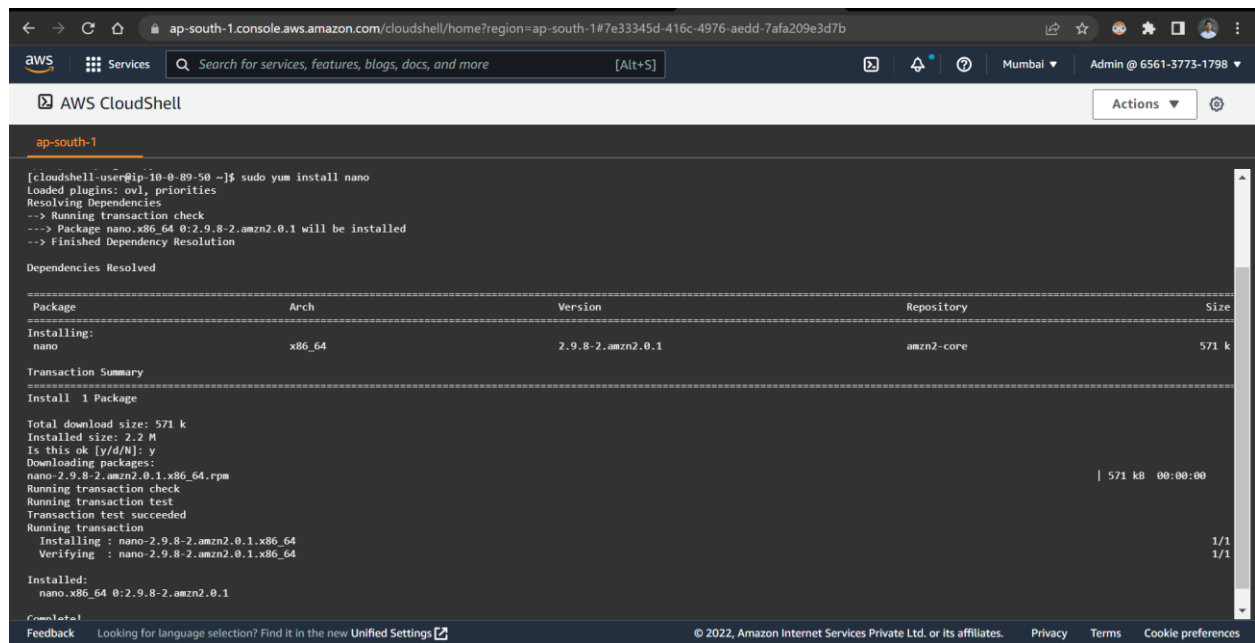 ap-south-1.console.aws.amazon.com/cloudshell/home?region=ap-south-1#7e33345d-416c-4976-aedd-7afa209e3d7b
aws Services Search for services, features, blogs, docs, and more [Alt+S] Mumbai ▼ Admin @ 6561-3773-1798 ▼
AWS CloudShell Actions ▼
ap-south-1
[cloudshell-user@ip-10-0-89-50 ~]$ sudo yum install nano
Loaded plugins: ovl, priorities
Resolving Dependencies
--> Running transaction check
---> Package nano.x86_64 0:2.9.8-2.amzn2.0.1 will be installed
--> Finished Dependency Resolution
Dependencies Resolved
Package Arch Version Repository Size
Installing:
nano x86_64 2.9.8-2.amzn2.0.1 amzn2-core 571 k
Transaction Summary
Install 1 Package
Total download size: 571 k
Installed size: 2.2 M
Is this ok [y/d/N]: y
Downloading packages:
nano-2.9.8-2.amzn2.0.1.x86_64.rpm | 571 kB 00:00:00
Running transaction check
Running transaction test
Transaction test succeeded
Running transaction
Installing : nano-2.9.8-2.amzn2.0.1.x86_64 1/1
Verifying : nano-2.9.8-2.amzn2.0.1.x86_64 1/1
Installed:
nano.x86_64 0:2.9.8-2.amzn2.0.1
Complete!
Feedback Looking for language selection? Find it in the new Unified Settings © 2022, Amazon Internet Services Private Ltd. or its affiliates. Privacy Terms Cookie preferences